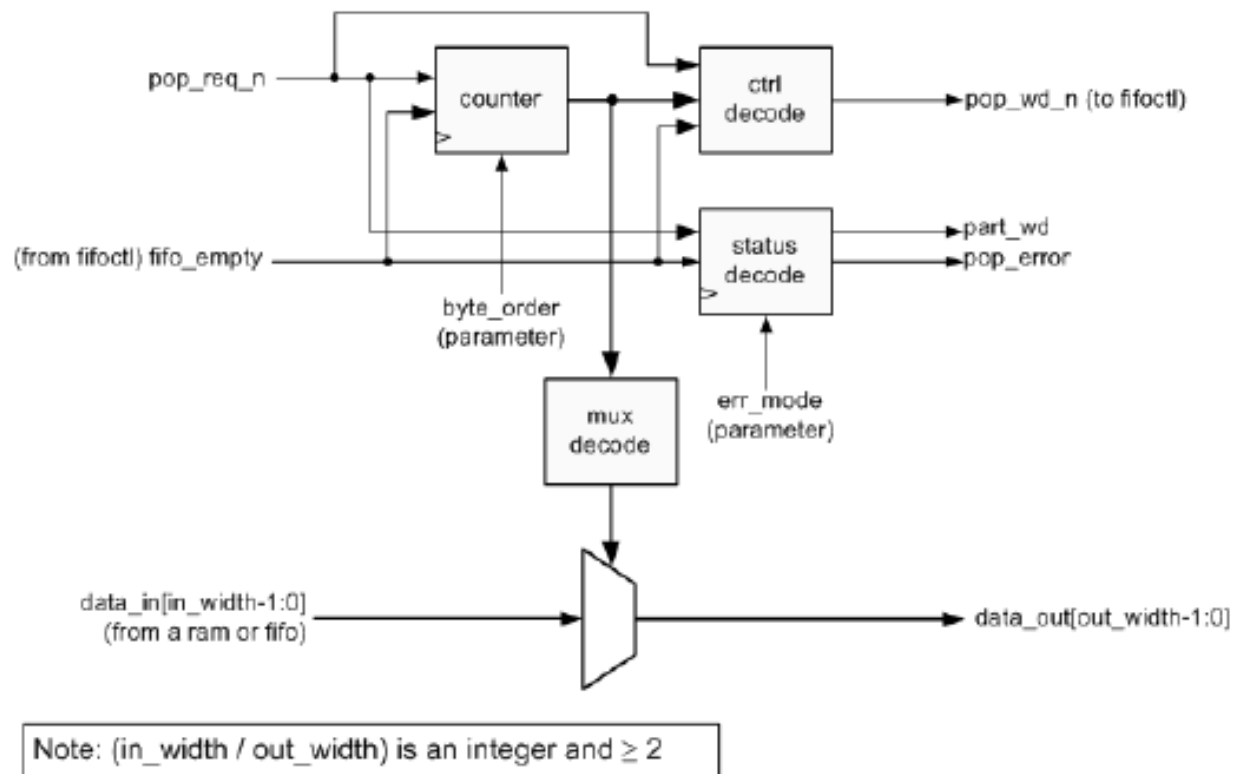 pop_req_n
counter
ctrl
decode
pop_wd_n (to fifoctl)
(from fifoctl) fifo_empty
status
decode
part_wd
pop_error
byte_order
(parameter)
err_mode
(parameter)
mux
decode
data_in[in_width-1:0]
(from a ram or fifo)
data_out[out_width-1:0]
Note: (in_width / out_width) is an integer and ≥ 2